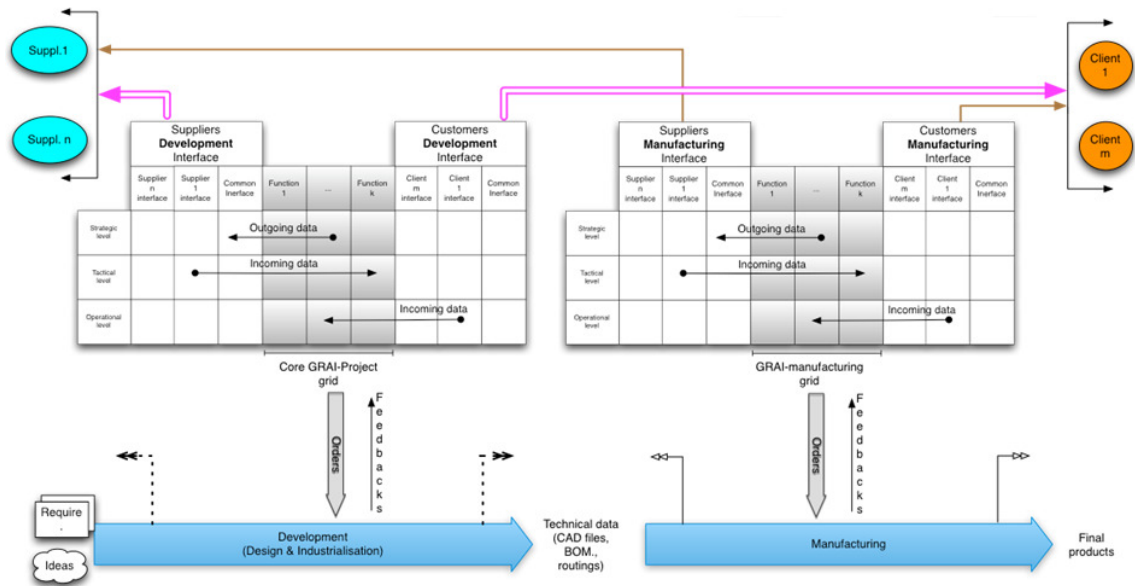 Suppl.1
Suppl. n
Client
1
Client
m
Suppliers
Development
Interface
Customers
Development
Interface
Supplier
n
interface
Supplier
1
interface
Common
Inerface
Function
1
...
Function
k
Client
m
interface
Client
1
interface
Common
Inerface
Strategic
level
Outgoing data
Tactical
level
Incoming data
Operational
level
Incoming data
Core GRAI-Project
grid
Orders
Feedbacks
Suppliers
Manufacturing
Interface
Customers
Manufacturing
Interface
Supplier
n
interface
Supplier
1
interface
Common
Inerface
Function
1
...
Function
k
Client
m
interface
Client
1
interface
Common
Inerface
Strategic
level
Outgoing data
Tactical
level
Incoming data
Operational
level
Incoming data
GRAI-manufacturing
grid
Orders
Feedbacks
Require
.
Ideas
Development
(Design & Industrialisation)
Technical data
(CAD files,
BOM.,
routings)
Manufacturing
Final
products